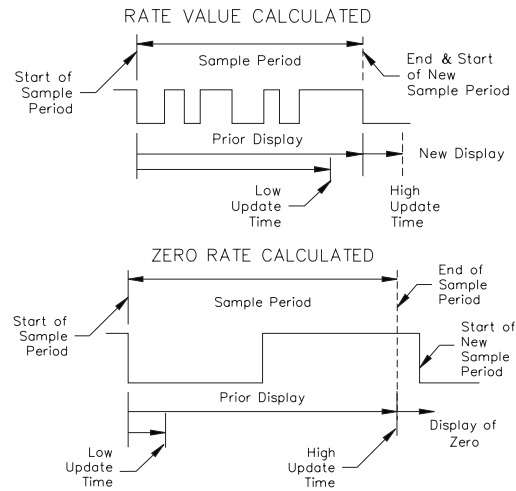 RATE VALUE CALCULATED
Start of
Sample
Period
Sample Period
End & Start
of New
Sample Period
Prior Display
New Display
Low
Update
Time
High
Update
Time
ZERO RATE CALCULATED
Start of
Sample
Period
Sample Period
End of
Sample
Period
Start of
New
Sample
Period
Prior Display
Display of
Zero
Low
Update
Time
High
Update
Time